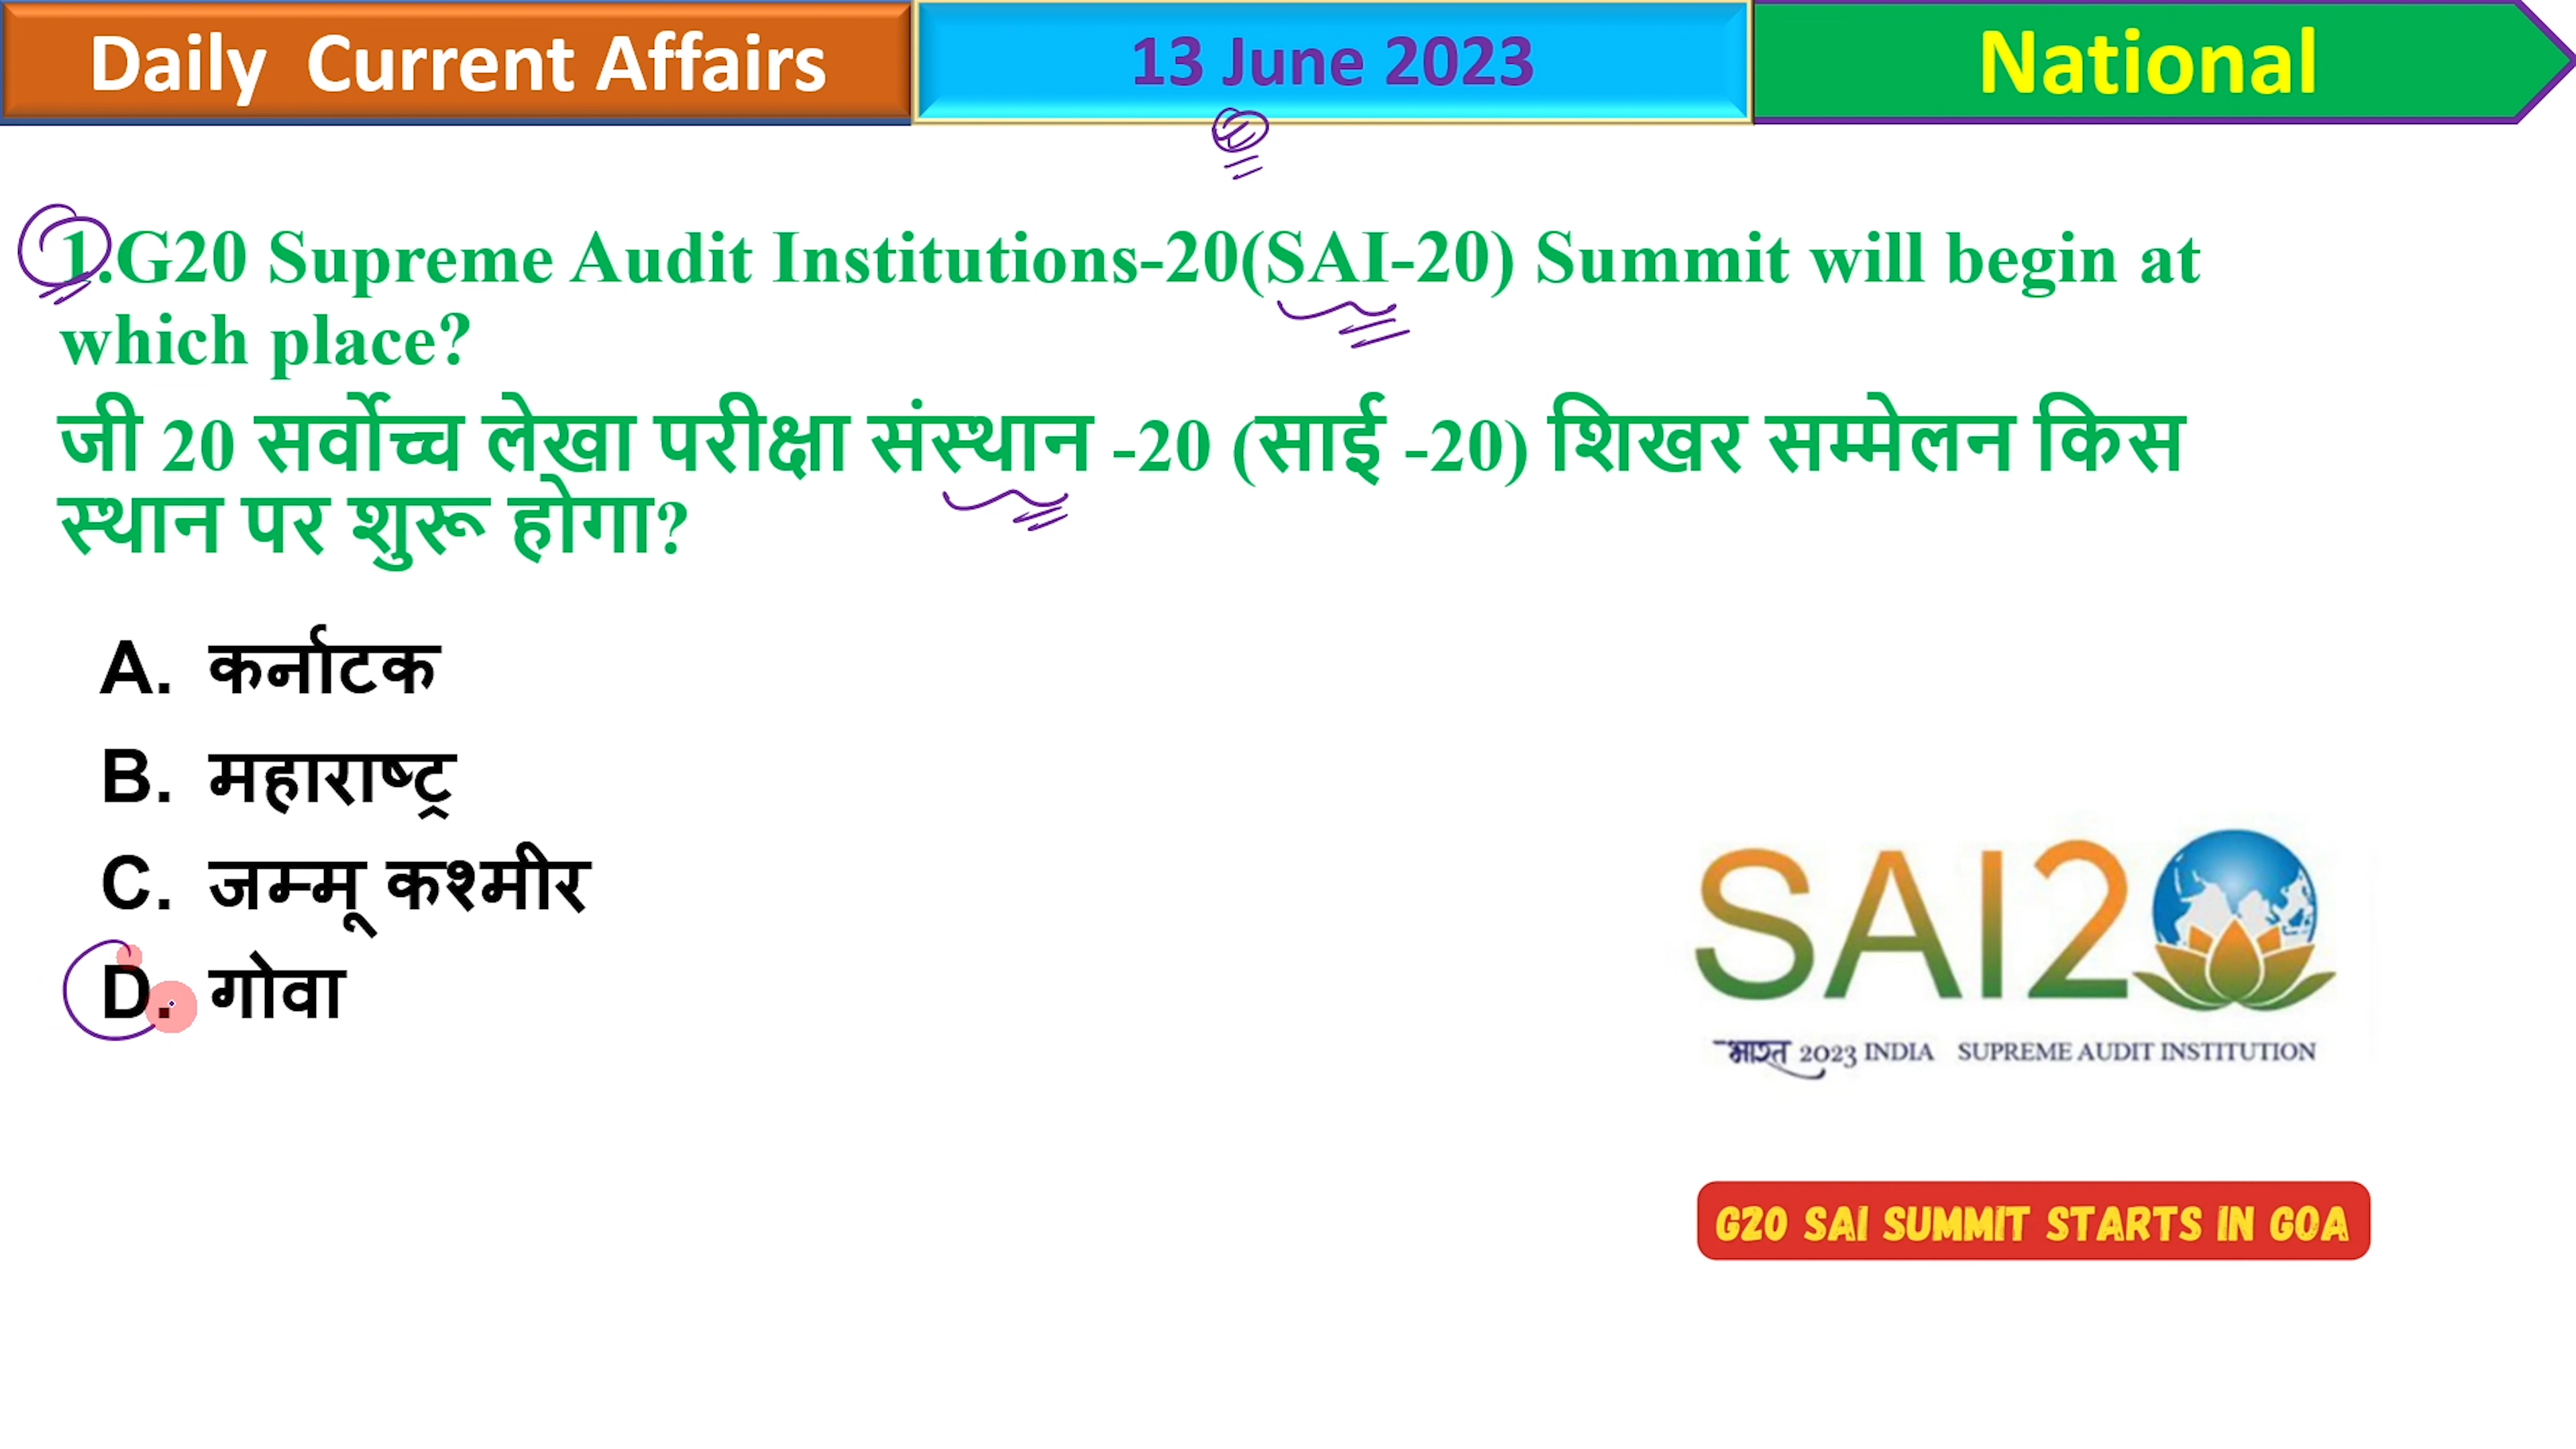 Daily Current Affairs
13 June 2023
National
1.G20 Supreme Audit Institutions-20(SAI-20) Summit will begin at
which place?
जी 20 सर्वोच्च लेखा परीक्षा संस्थान -20 (साई -20) शिखर सम्मेलन किस
स्थान पर शुरू होगा?
A. कर्नाटक
B. महाराष्ट्र
C. जम्मू कश्मीर
D. गोवा
SAI20
भारत 2023 INDIA SUPREME AUDIT INSTITUTION
G20 SAI SUMMIT STARTS IN GOA